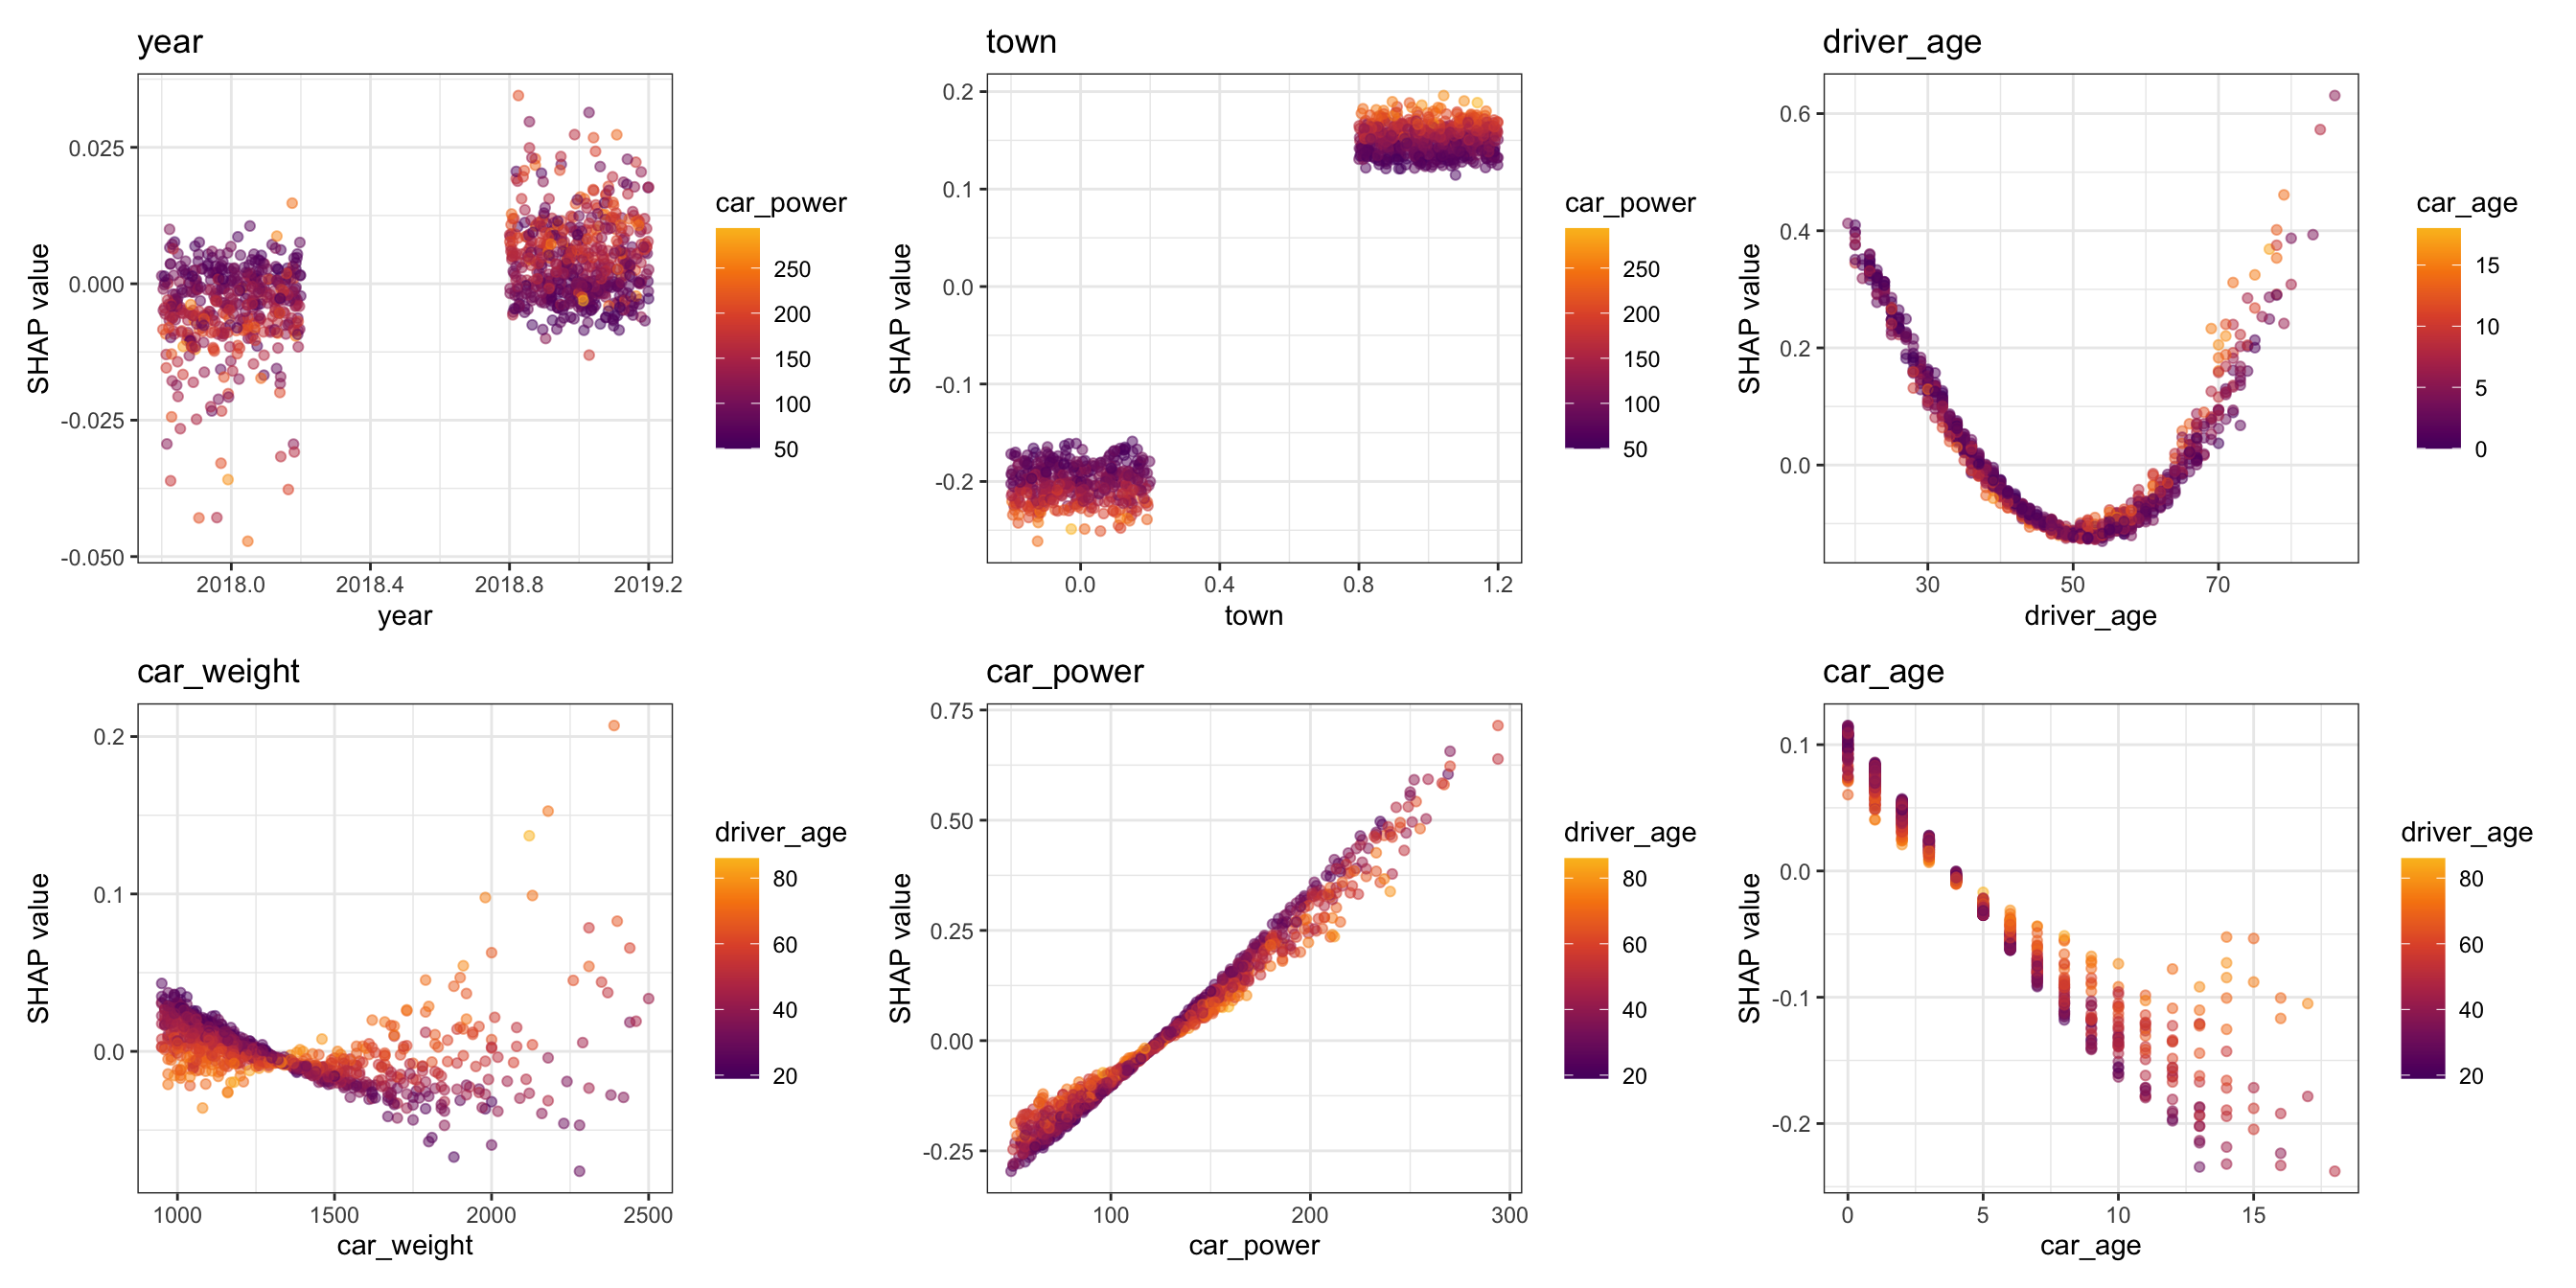 year
SHAP value
0.025
0.000
-0.025
-0.050
2018.0 2018.4 2018.8 2019.2
year
car_power
250
200
150
100
50
town
SHAP value
0.2
0.1
0.0
-0.1
-0.2
0.0 0.4 0.8 1.2
town
car_power
250
200
150
100
50
driver_age
SHAP value
0.6
0.4
0.2
0.0
30 50 70
driver_age
car_age
15
10
5
0
car_weight
SHAP value
0.2
0.1
0.0
1000 1500 2000 2500
car_weight
driver_age
80
60
40
20
car_power
SHAP value
0.75
0.50
0.25
0.00
-0.25
100 200 300
car_power
driver_age
80
60
40
20
car_age
SHAP value
0.1
0.0
-0.1
-0.2
0 5 10 15
car_age
driver_age
80
60
40
20